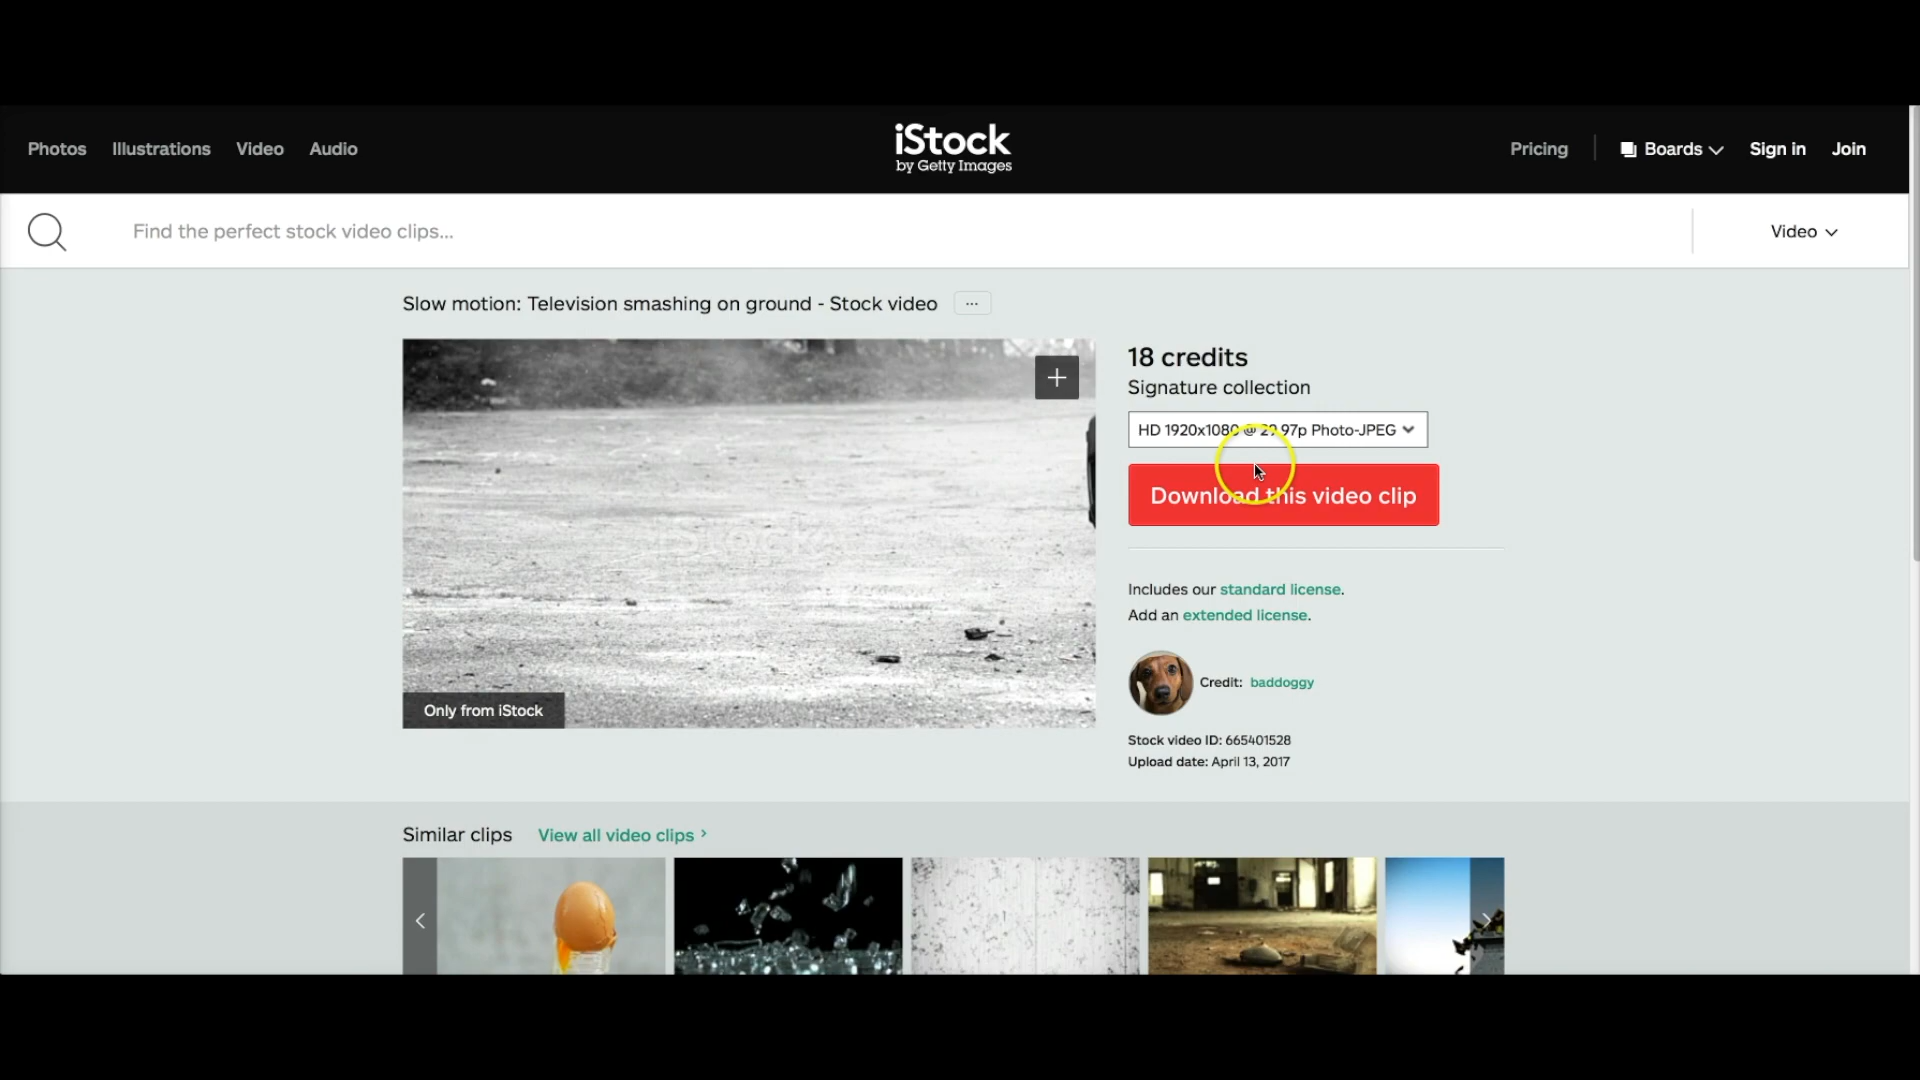 Photos Illustrations Video Audio
iStock
by Getty Images
Pricing Boards Sign in Join
Find the perfect stock video clips...
Video
Slow motion: Television smashing on ground - Stock video ...
iStock
Only from iStock
18 credits
Signature collection
HD 1920x1080 @ 29.97p Photo-JPEG
Download this video clip
Includes our standard license.
Add an extended license.
Credit: baddoggy
Stock video ID: 665401528
Upload date: April 13, 2017
Similar clips View all video clips >